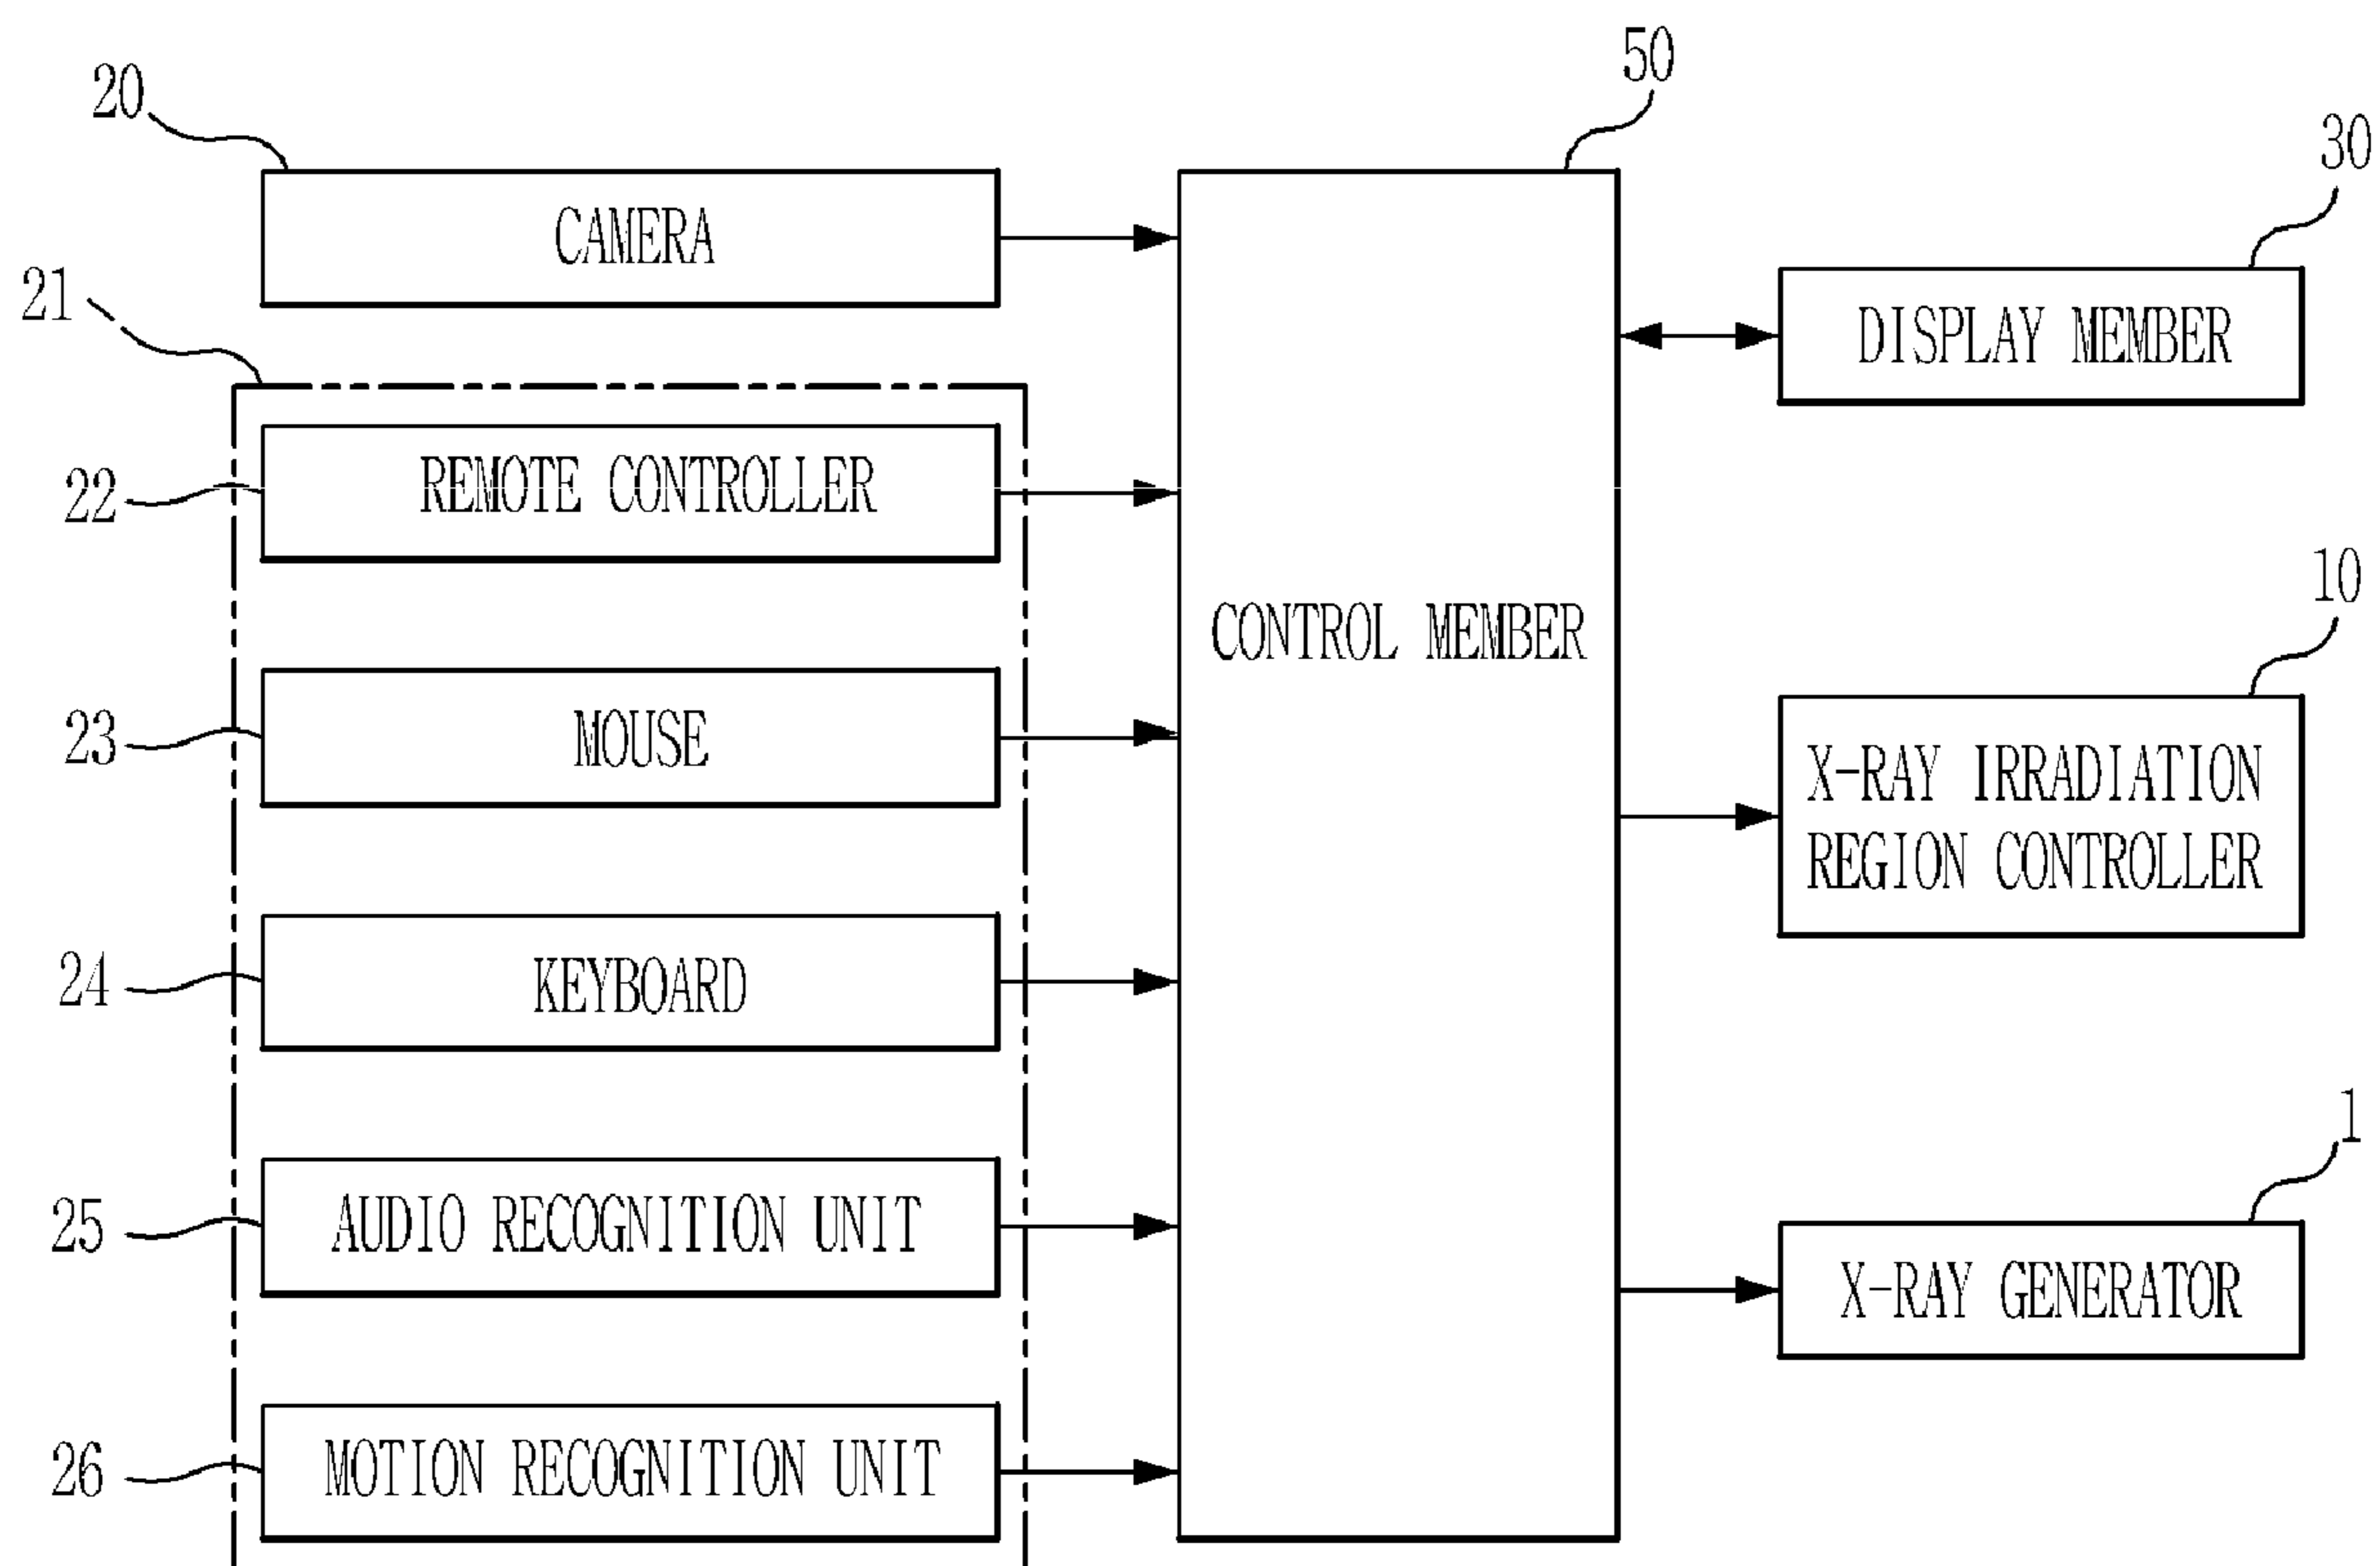 50
20
30
CAMERA
21
DISPLAY MEMBER
22
REMOTE CONTROLLER
10
CONTROL MEMBER
23
MOUSE
X-RAY IRRADIATION
REGION CONTROLLER
24
KEYBOARD
1
25
AUDIO RECOGNITION UNIT
X-RAY GENERATOR
26
MOTION RECOGNITION UNIT